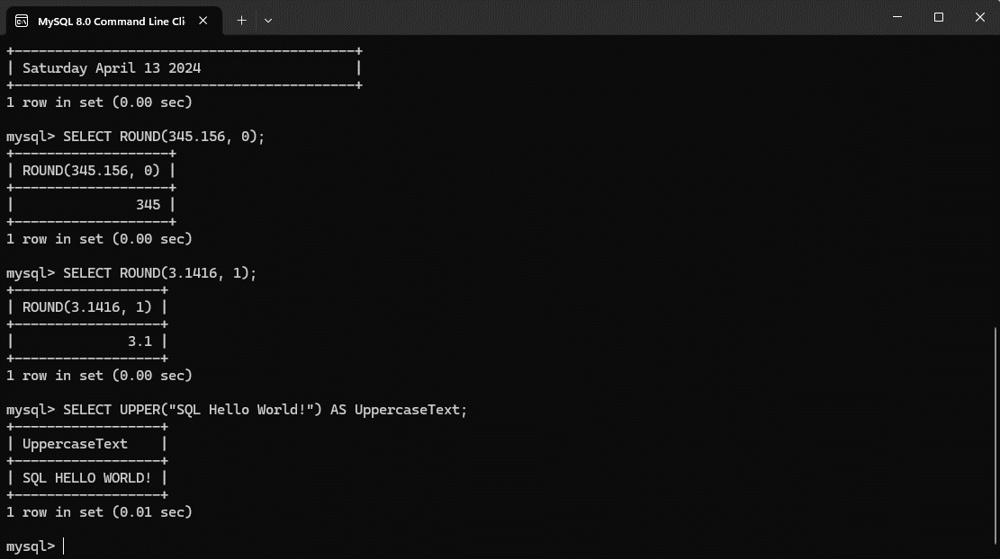 MySQL 8.0 Command Line Cli
+------------------------------------------+
| Saturday April 13 2024                   |
+------------------------------------------+
1 row in set (0.00 sec)
mysql> SELECT ROUND(345.156, 0);
+-------------------+
| ROUND(345.156, 0) |
+-------------------+
|               345 |
+-------------------+
1 row in set (0.00 sec)
mysql> SELECT ROUND(3.1416, 1);
+------------------+
| ROUND(3.1416, 1) |
+------------------+
|              3.1 |
+------------------+
1 row in set (0.00 sec)
mysql> SELECT UPPER("SQL Hello World!") AS UppercaseText;
+------------------+
| UppercaseText    |
+------------------+
| SQL HELLO WORLD! |
+------------------+
1 row in set (0.01 sec)
mysql>